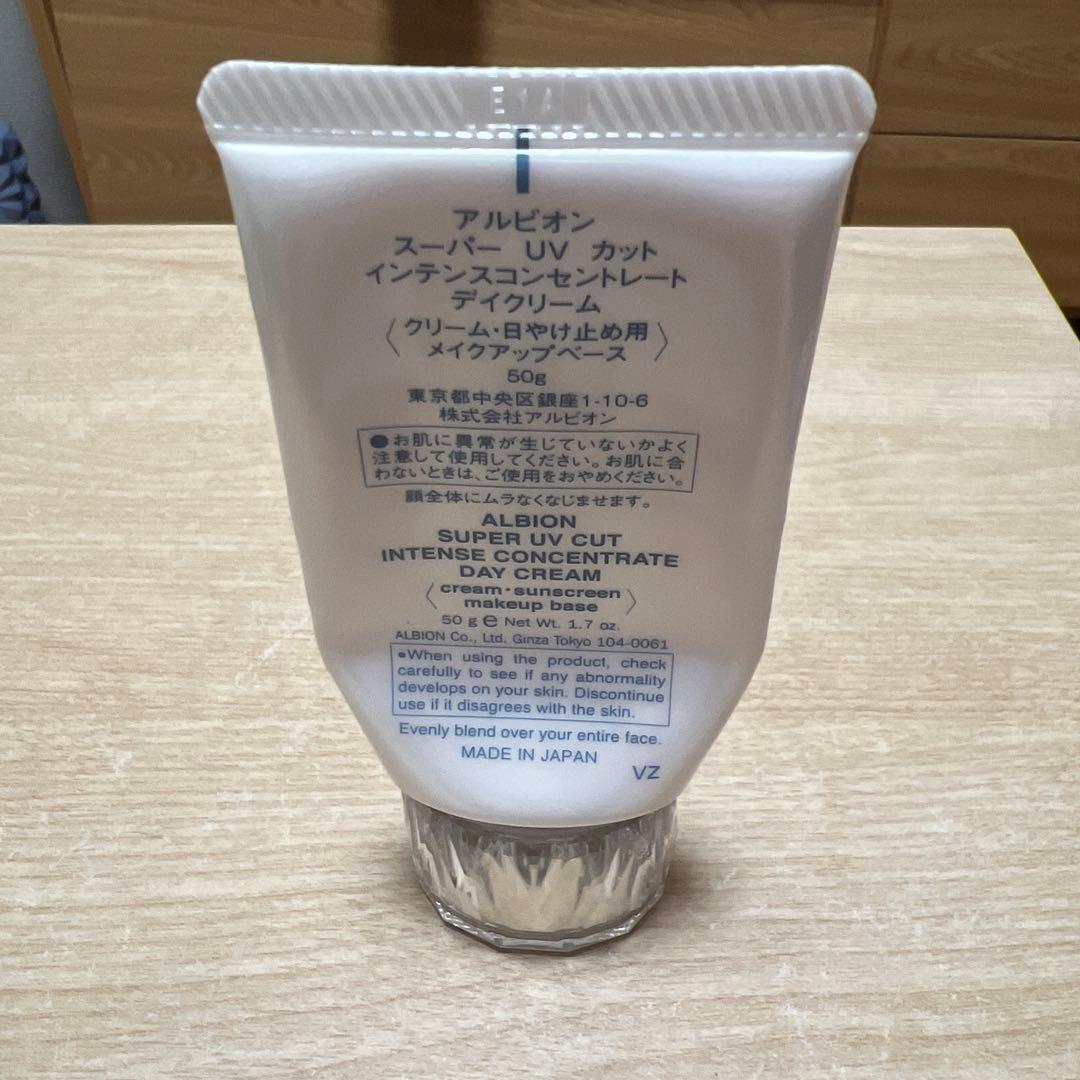 E1A
アルビオン
スーパー UV カット
インテンスコンセントレート
デイクリーム
〈クリーム・日やけ止め用
メイクアップベース〉
50g
東京都中央区銀座1-10-6
株式会社アルビオン
●お肌に異常が生じていないかよく
注意して使用してください。お肌に合
わないときは、ご使用をおやめください。
顔全体にムラなくなじませます。
ALBION
SUPER UV CUT
INTENSE CONCENTRATE
DAY CREAM
〈cream・sunscreen
makeup base〉
50 g ℮ Net Wt. 1.7 oz.
ALBION Co., Ltd. Ginza Tokyo 104-0061
•When using the product, check
carefully to see if any abnormality
develops on your skin. Discontinue
use if it disagrees with the skin.
Evenly blend over your entire face.
MADE IN JAPAN
VZ